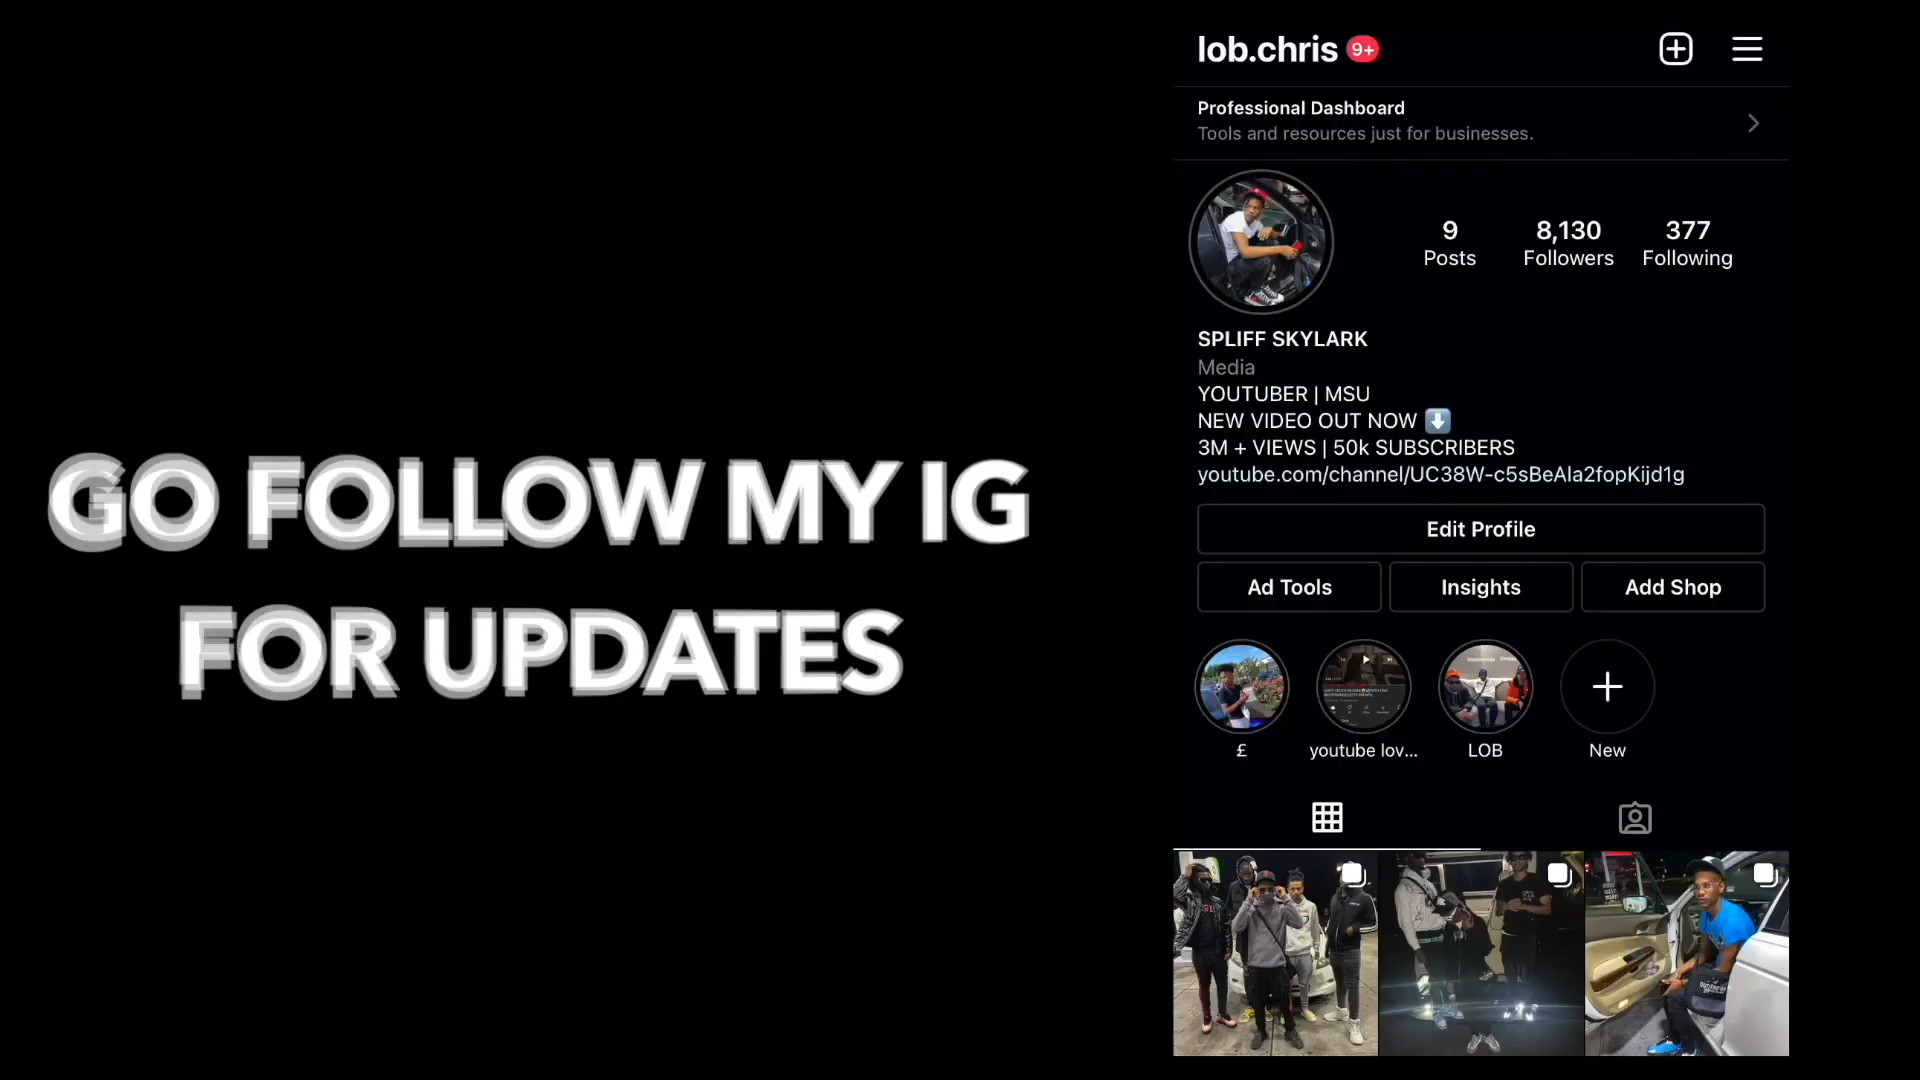 GO FOLLOW MY IG
FOR UPDATES
lob.chris 9+
Professional Dashboard
Tools and resources just for businesses.
9 8,130 377
Posts Followers Following
SPLIFF SKYLARK
Media
YOUTUBER | MSU
NEW VIDEO OUT NOW ⬇️
3M + VIEWS | 50k SUBSCRIBERS
youtube.com/channel/UC38W-c5sBeAla2fopKijd1g
Edit Profile
Ad Tools Insights Add Shop
£ youtube lov... LOB New